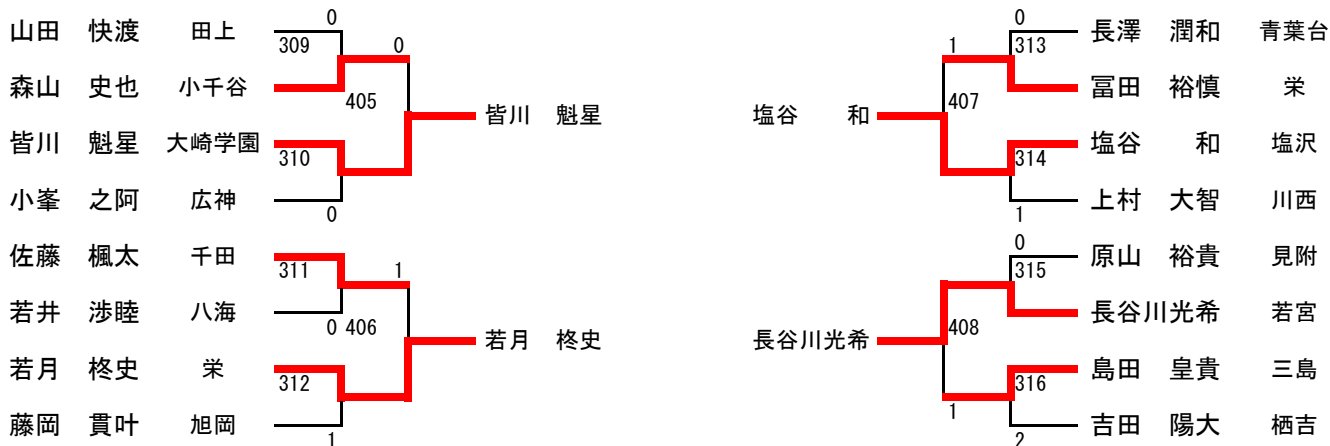 山田 快渡 田上 0
309 0
森山 史也 小千谷
405
皆川 魁星
皆川 魁星 大崎学園
310
小峯 之阿 広神
0
佐藤 楓太 千田
311 1
若井 渉睦 八海
0 406
若月 柊史
若月 柊史 栄
312
藤岡 貫叶 旭岡
1
0 長澤 潤和 青葉台
1 313
冨田 裕慎 栄
407
塩谷 和
塩谷 和 塩沢
314
上村 大智 川西
1
0
原山 裕貴 見附
315
長谷川光希 若宮
408
長谷川光希
島田 皇貴 三島
316
1
吉田 陽大 栖吉
2